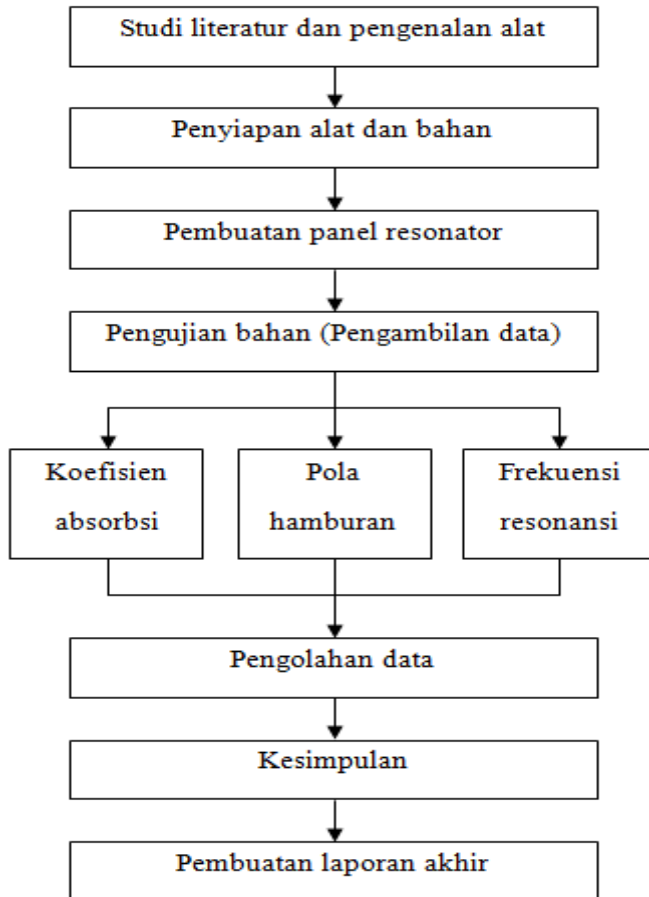 Studi literatur dan pengenalan alat
Penyiapan alat dan bahan
Pembuatan panel resonator
Pengujian bahan (Pengambilan data)
Koefisien
absorbsi
Pola
hamburan
Frekuensi
resonansi
Pengolahan data
Kesimpulan
Pembuatan laporan akhir